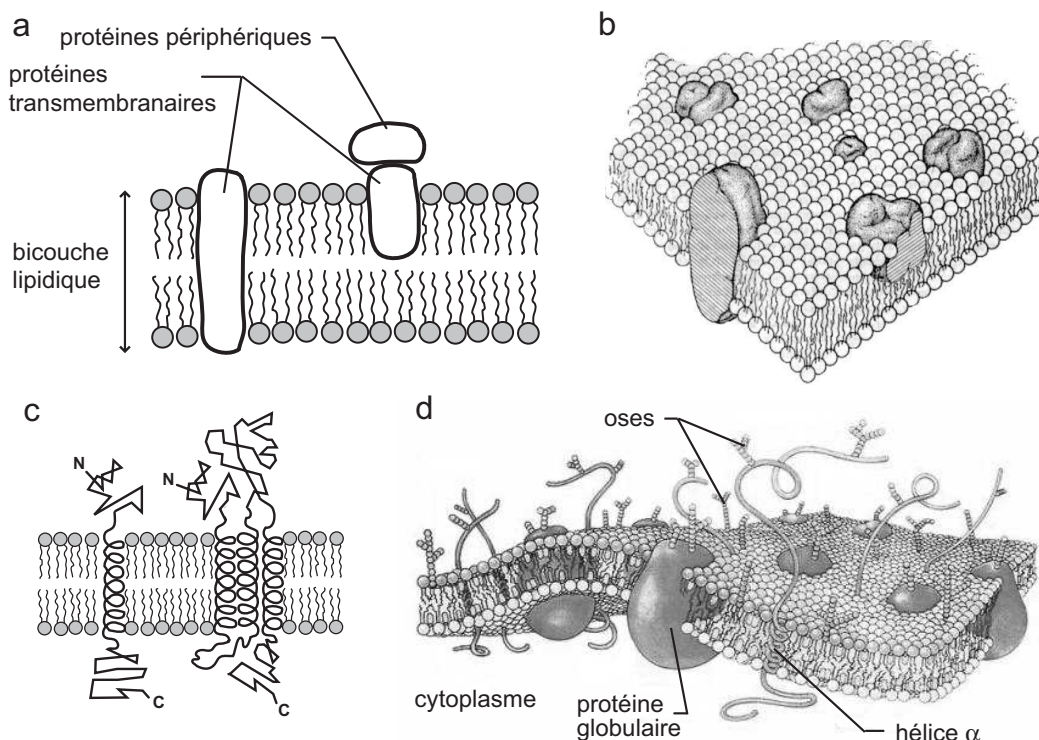 a
protéines périphériques
protéines
transmembranaires
bicouche
lipidique
b
c
N
N
C
C
d
oses
cytoplasme
protéine
globulaire
hélice α